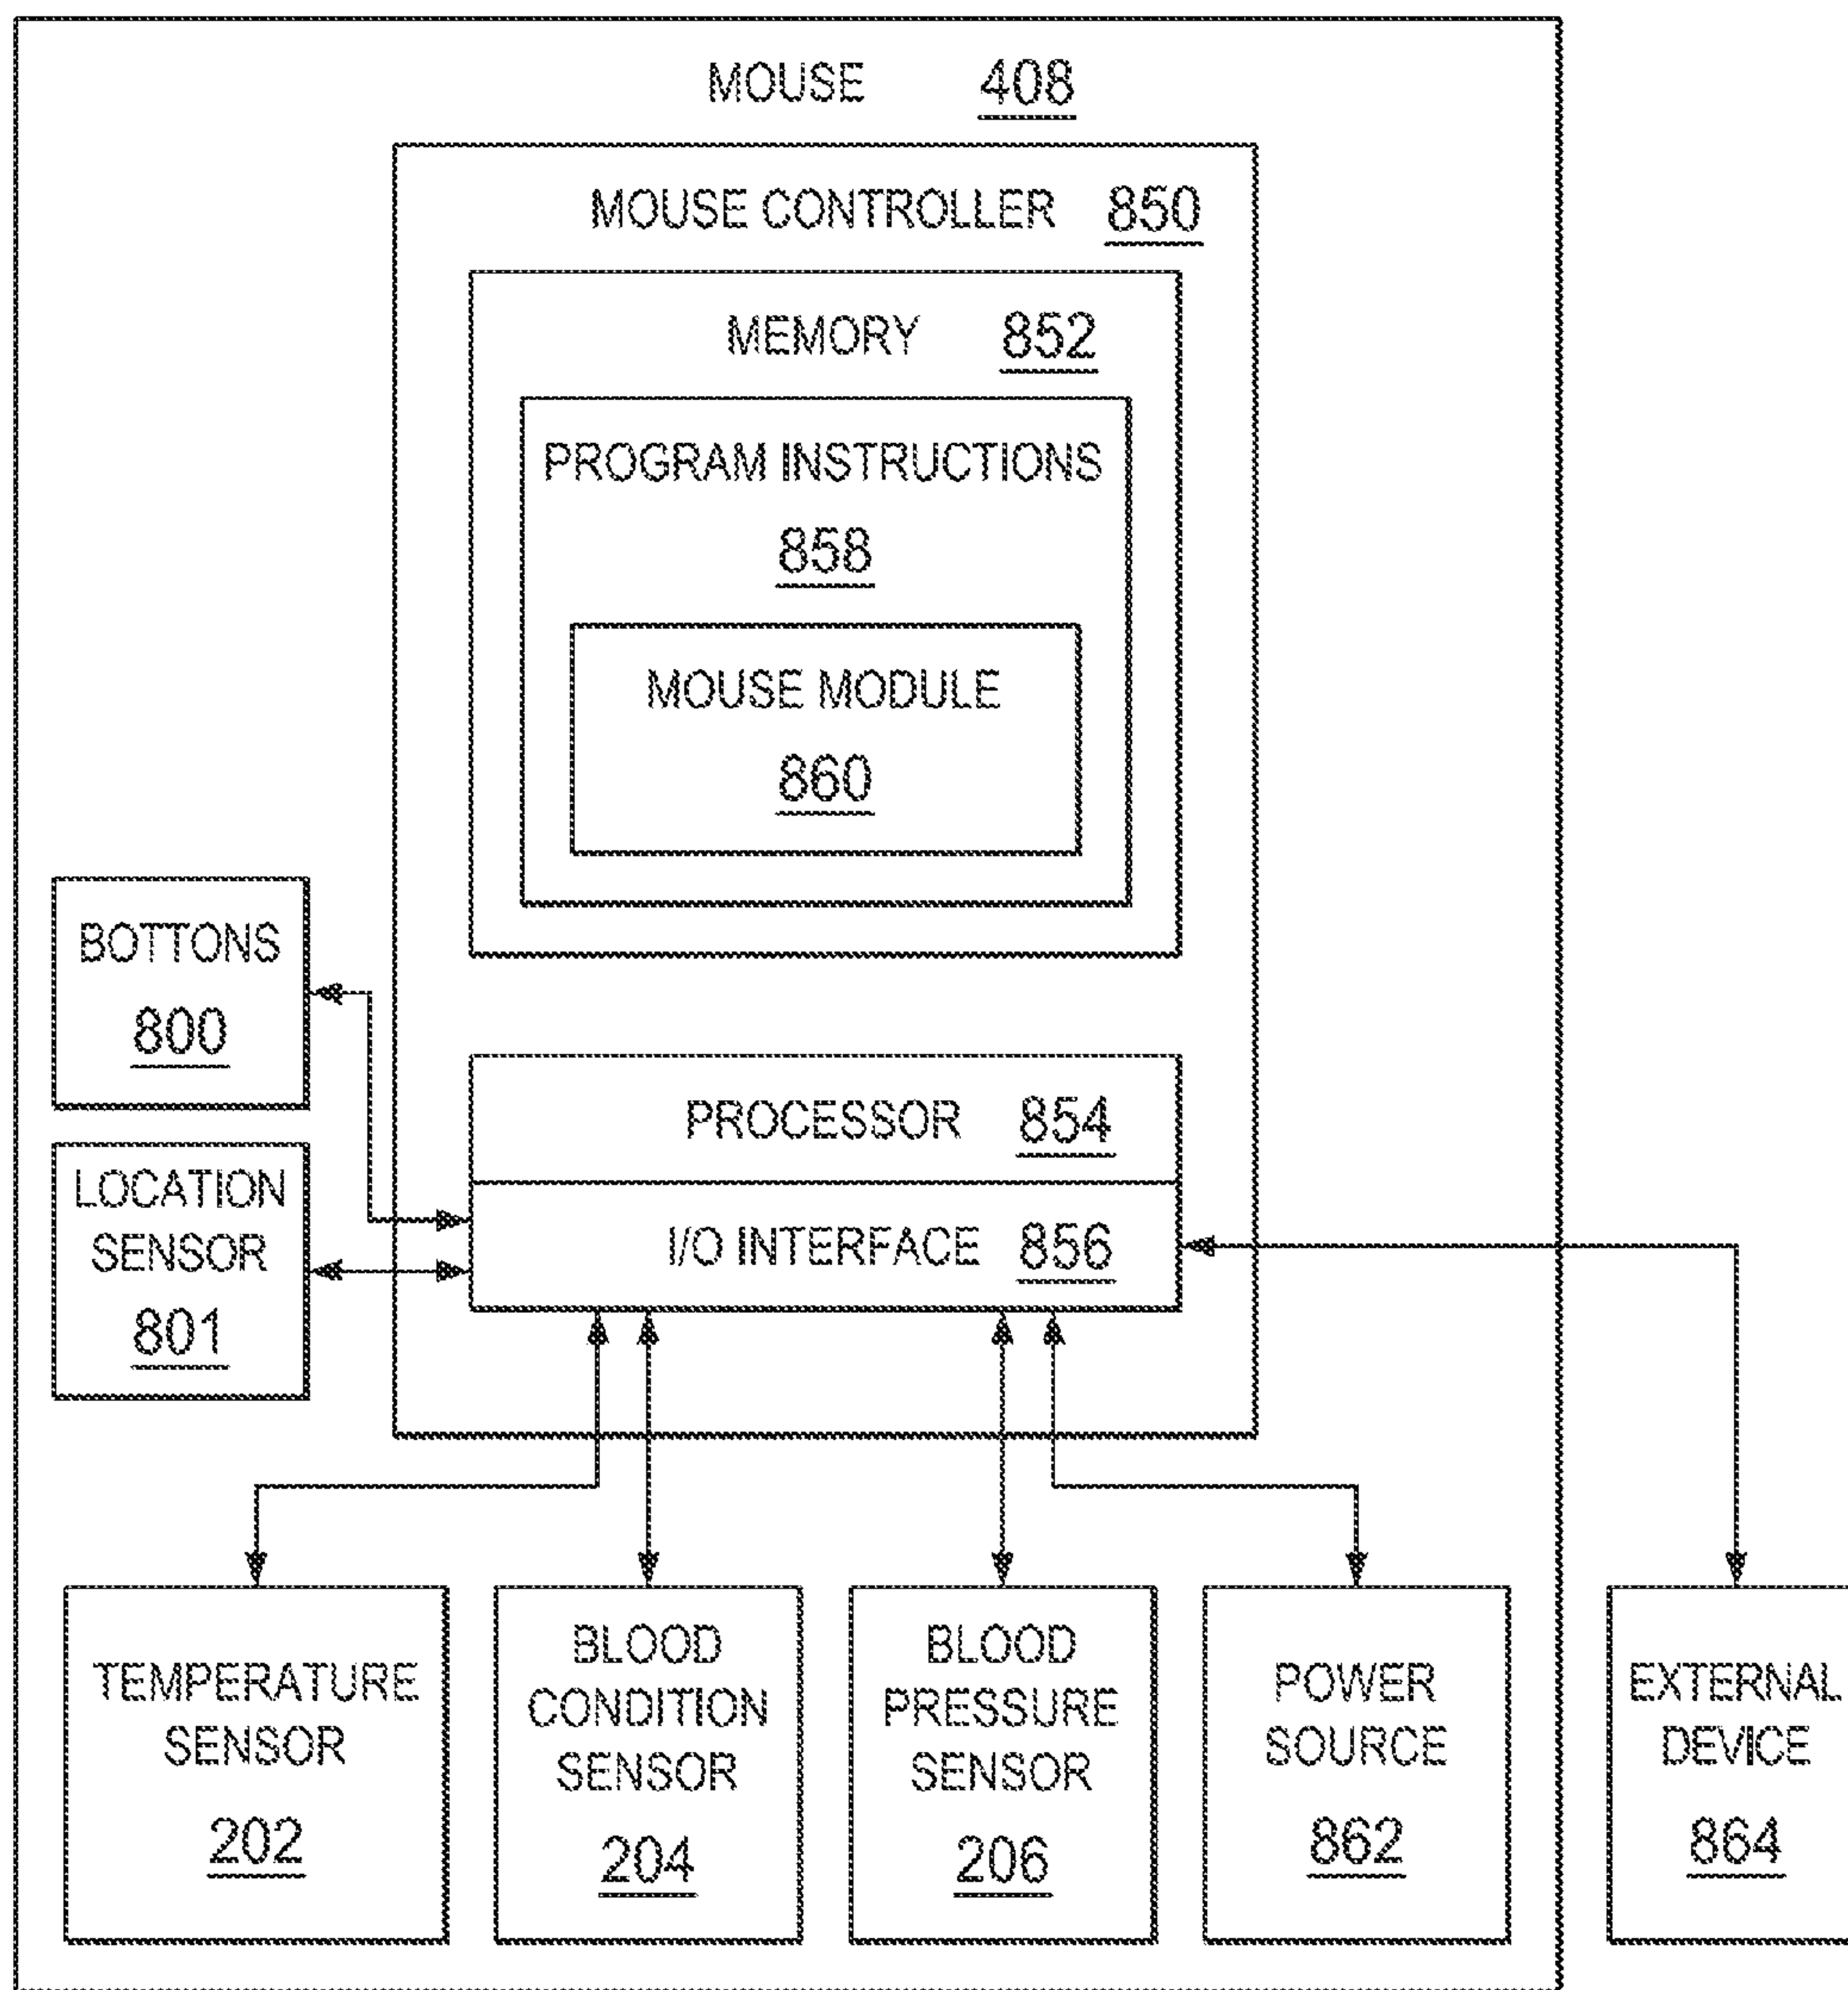 MOUSE 408
MOUSE CONTROLLER 850
MEMORY 852
PROGRAM INSTRUCTIONS
858
MOUSE MODULE
860
BOTTONS
800
PROCESSOR 854
LOCATION
SENSOR
801
I/O INTERFACE 856
TEMPERATURE
SENSOR
202
BLOOD
CONDITION
SENSOR
204
BLOOD
PRESSURE
SENSOR
206
POWER
SOURCE
862
EXTERNAL
DEVICE
864